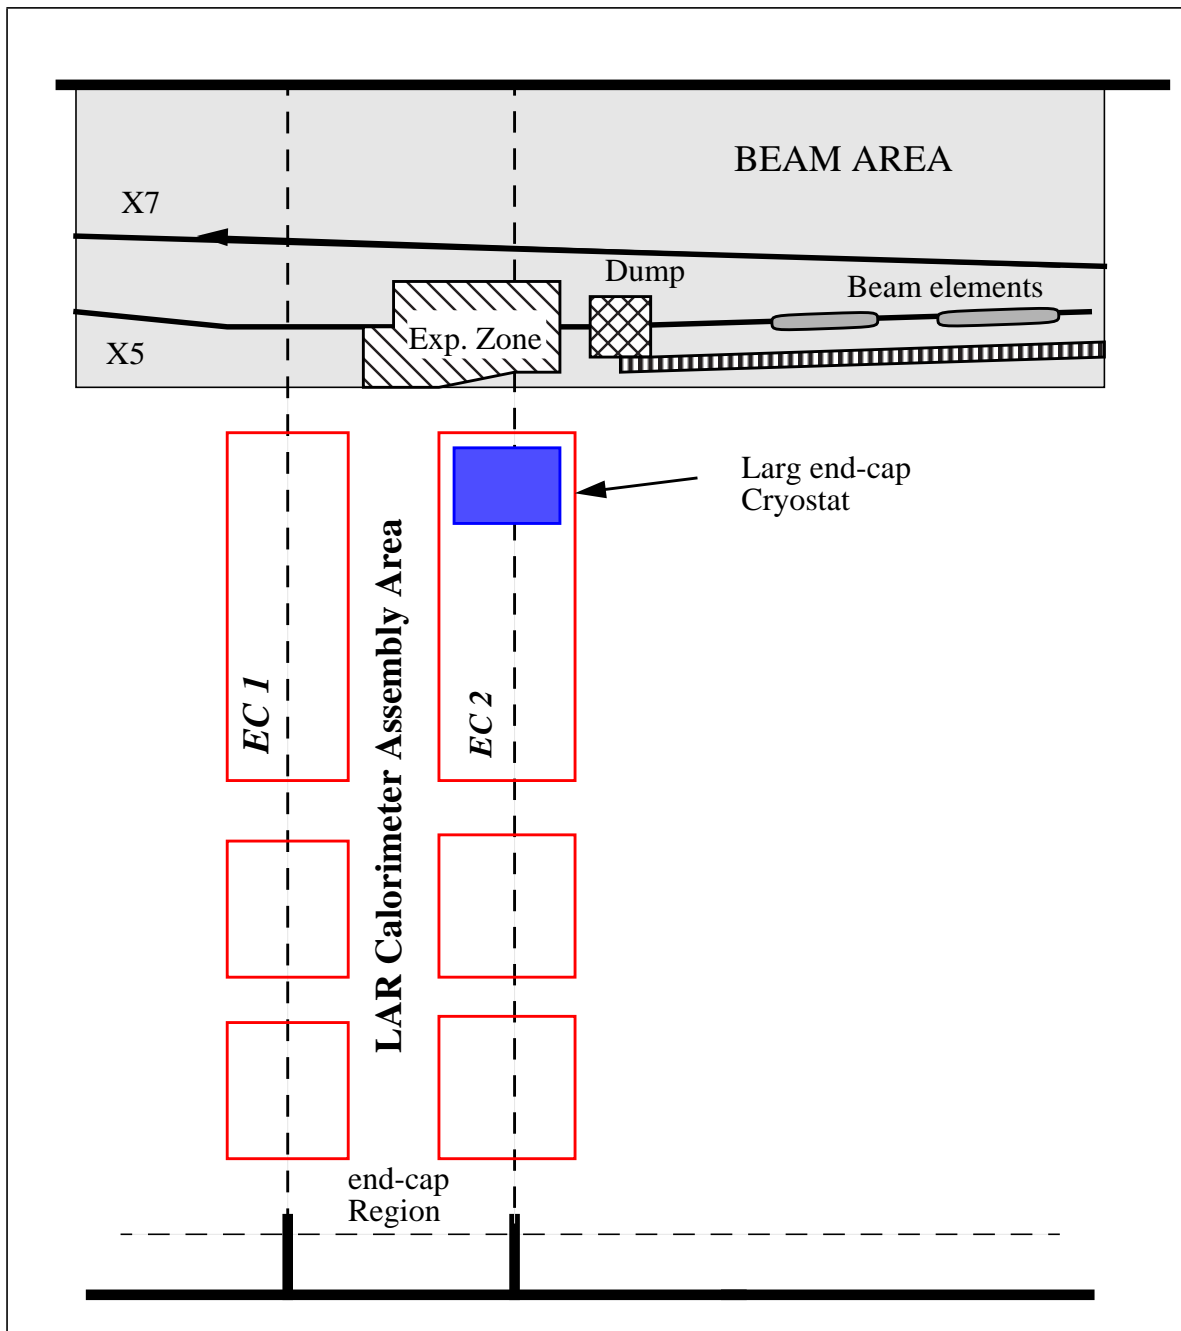 BEAM AREA
X7
Dump
Beam elements
Exp. Zone
X5
Larg end-cap
Cryostat
LAR Calorimeter Assembly Area
EC 1
EC 2
end-cap
Region